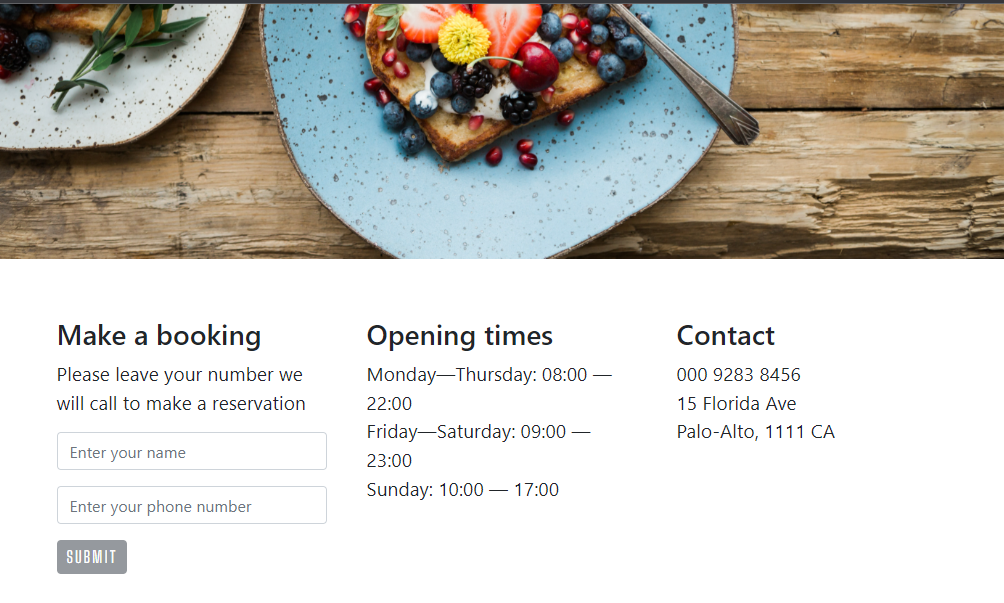 Make a booking
Please leave your number we
will call to make a reservation
Enter your name
Enter your phone number
SUBMIT
Opening times
Monday—Thursday: 08:00 —
22:00
Friday—Saturday: 09:00 —
23:00
Sunday: 10:00 — 17:00
Contact
000 9283 8456
15 Florida Ave
Palo-Alto, 1111 CA